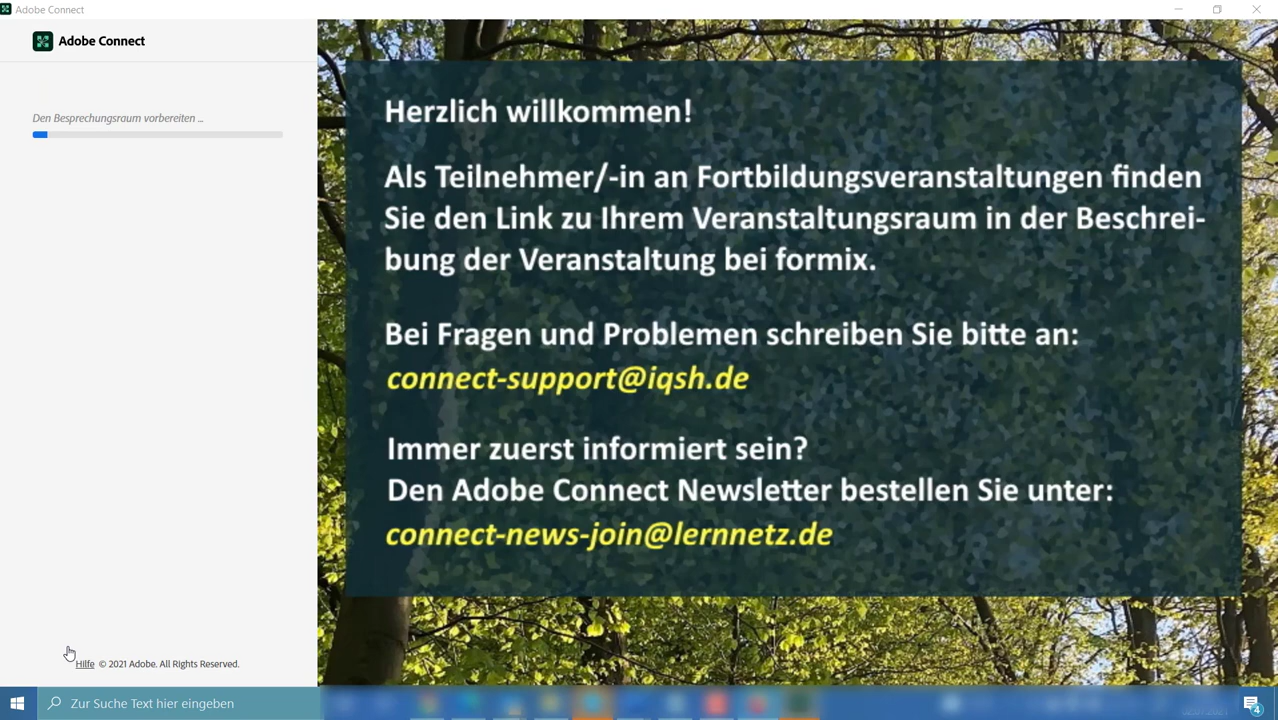 Adobe Connect
Adobe Connect
Den Besprechungsraum vorbereiten ...
Herzlich willkommen!
Als Teilnehmer/-in an Fortbildungsveranstaltungen finden
Sie den Link zu Ihrem Veranstaltungsraum in der Beschrei-
bung der Veranstaltung bei formix.
Bei Fragen und Problemen schreiben Sie bitte an:
connect-support@iqsh.de
Immer zuerst informiert sein?
Den Adobe Connect Newsletter bestellen Sie unter:
connect-news-join@lernnetz.de
Hilfe © 2021 Adobe. All Rights Reserved.
Zur Suche Text hier eingeben
4